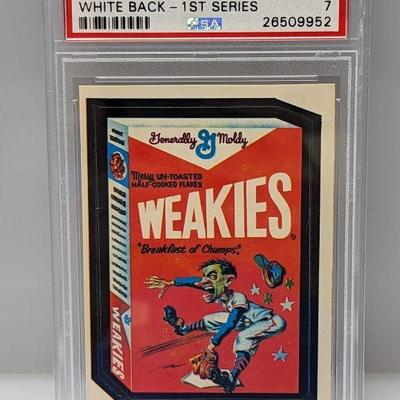 WHITE BACK – 1ST SERIES 7
PSA 26509952
Generally G Moldy
Messy UN-TOASTED
HALF-COOKED FLAKES
WEAKIES
"Breakfast of Chumps"
WEAKIES